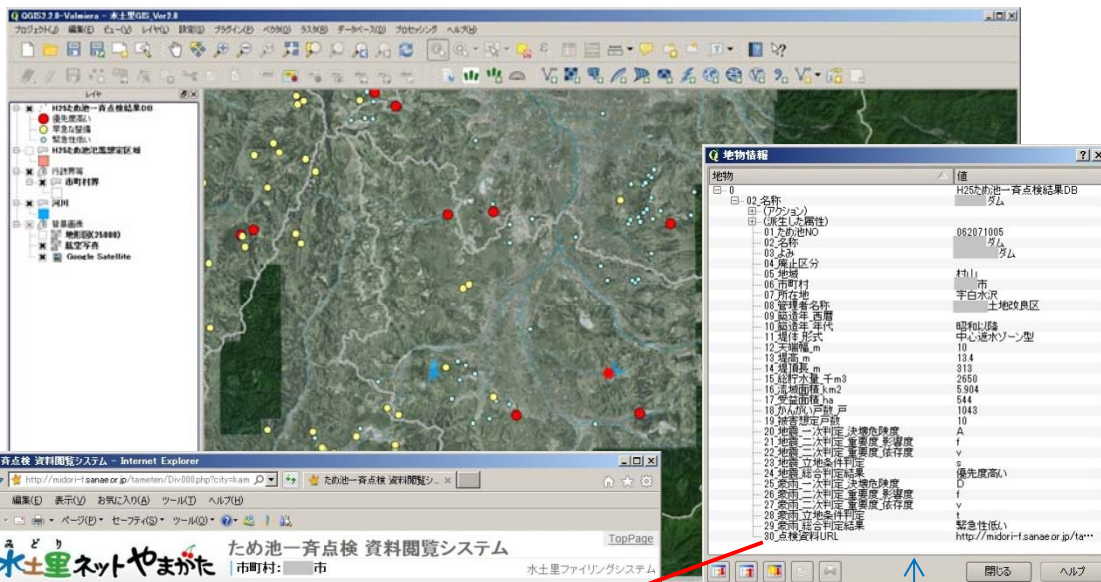 QGIS2.2.0-Valmiera - 水土里GIS_Ver2.0
プロジェクト(J) 編集(E) ビュー(V) レイヤ(L) 設定(S) プラグイン(P) ベクタ(O) ラスタ(R) データベース(D) プロセッシング ヘルプ(H)
レイヤ
H25ため池一斉点検結果DB
優先度高い
早急な整備
緊急性低い
H25ため池氾濫想定区域
行政界等
市町村界
河川
背景画像
地形図(25000)
航空写真
Google Satellite
地物情報
地物 値
0 H25ため池一斉点検結果DB
02_名称 ダム
(アクション)
(派生した属性)
01_ため池NO 062071005
02_名称 ダム
03_よみ ダム
04_廃止区分
05_地域 村山
06_市町村 市
07_所在地 字白水沢
08_管理者名称 土地改良区
09_築造年_西暦
10_築造年_年代 昭和以降
11_堤体_形式 中心遮水ゾーン型
12_天端幅_m 10
13_堤高_m 13.4
14_堤頂長_m 313
15_総貯水量_千m3 2650
16_流域面積_km2 5.904
17_受益面積_ha 544
18_かんがい戸数_戸 1043
19_被害想定戸数 10
20_地震_一次判定_決壊危険度 A
21_地震_二次判定_重要度_影響度 f
22_地震_二次判定_重要度_依存度 v
23_地震_立地条件判定 s
24_地震_総合判定結果 優先度高い
25_豪雨_一次判定_決壊危険度 D
26_豪雨_二次判定_重要度_影響度 f
27_豪雨_二次判定_重要度_依存度 v
28_豪雨_立地条件判定 t
29_豪雨_総合判定結果 緊急性低い
30_点検資料URL http://midori-f.sanae.or.jp/ta…
閉じる ヘルプ
斉点検 資料閲覧システム - Internet Explorer
http://midori-f.sanae.or.jp/tameten/Div000.php?city=kam ため池一斉点検 資料閲覧シ...
編集(E) 表示(V) お気に入り(A) ツール(T) ヘルプ(H)
ページ(P) セーフティ(S) ツール(O)
みどり
水土里ネットやまがた
ため池一斉点検 資料閲覧システム
TopPage
市町村: 市
水土里ファイリングシステム